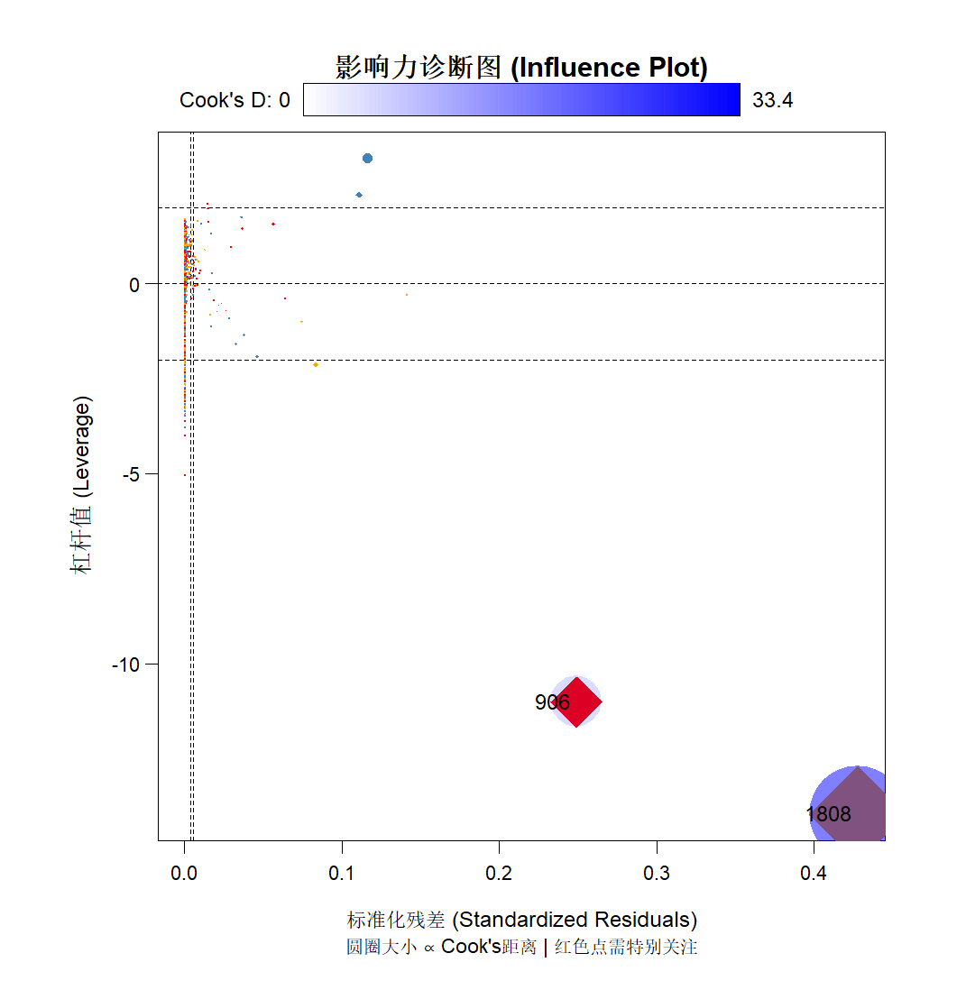 影响力诊断图 (Influence Plot)
Cook's D: 0
33.4
杠杆值 (Leverage)
0
-5
-10
906
1808
0.0
0.1
0.2
0.3
0.4
标准化残差 (Standardized Residuals)
圆圈大小 ∝ Cook's距离 | 红色点需特别关注